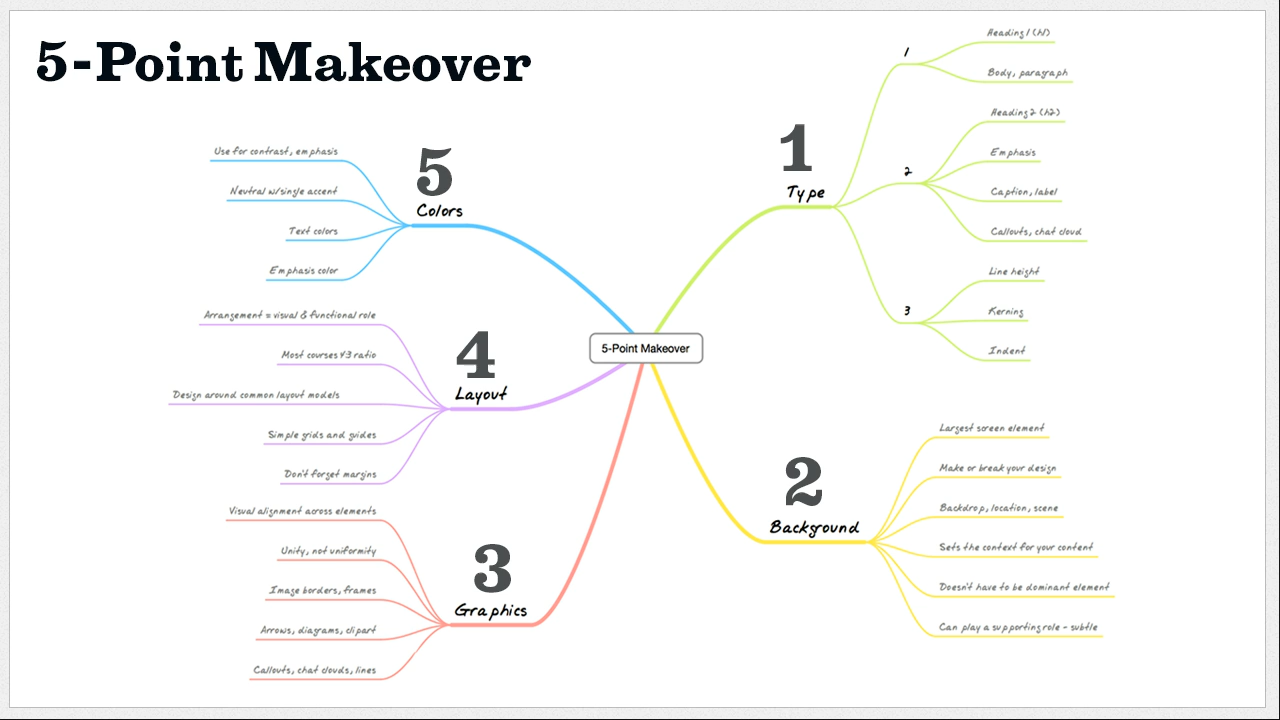 5-Point Makeover
5-Point Makeover
1
Type
1
Heading 1 (h1)
Body, paragraph
2
Heading 2 (h2)
Emphasis
Caption, label
Callouts, chat cloud
3
Line height
Kerning
Indent
2
Background
Largest screen element
Make or break your design
Backdrop, location, scene
Sets the context for your content
Doesn't have to be dominant element
Can play a supporting role - subtle
3
Graphics
Visual alignment across elements
Unity, not uniformity
Image borders, frames
Arrows, diagrams, clipart
Callouts, chat clouds, lines
4
Layout
Arrangement = visual & functional role
Most courses 4:3 ratio
Design around common layout models
Simple grids and guides
Don't forget margins
5
Colors
Use for contrast, emphasis
Neutral w/single accent
Text colors
Emphasis color